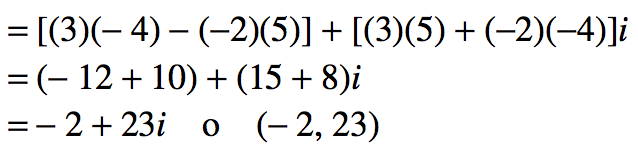 = [(3)(– 4) – (–2)(5)] + [(3)(5) + (–2)(–4)]i
= (– 12 + 10) + (15 + 8)i
= – 2 + 23i o (– 2, 23)